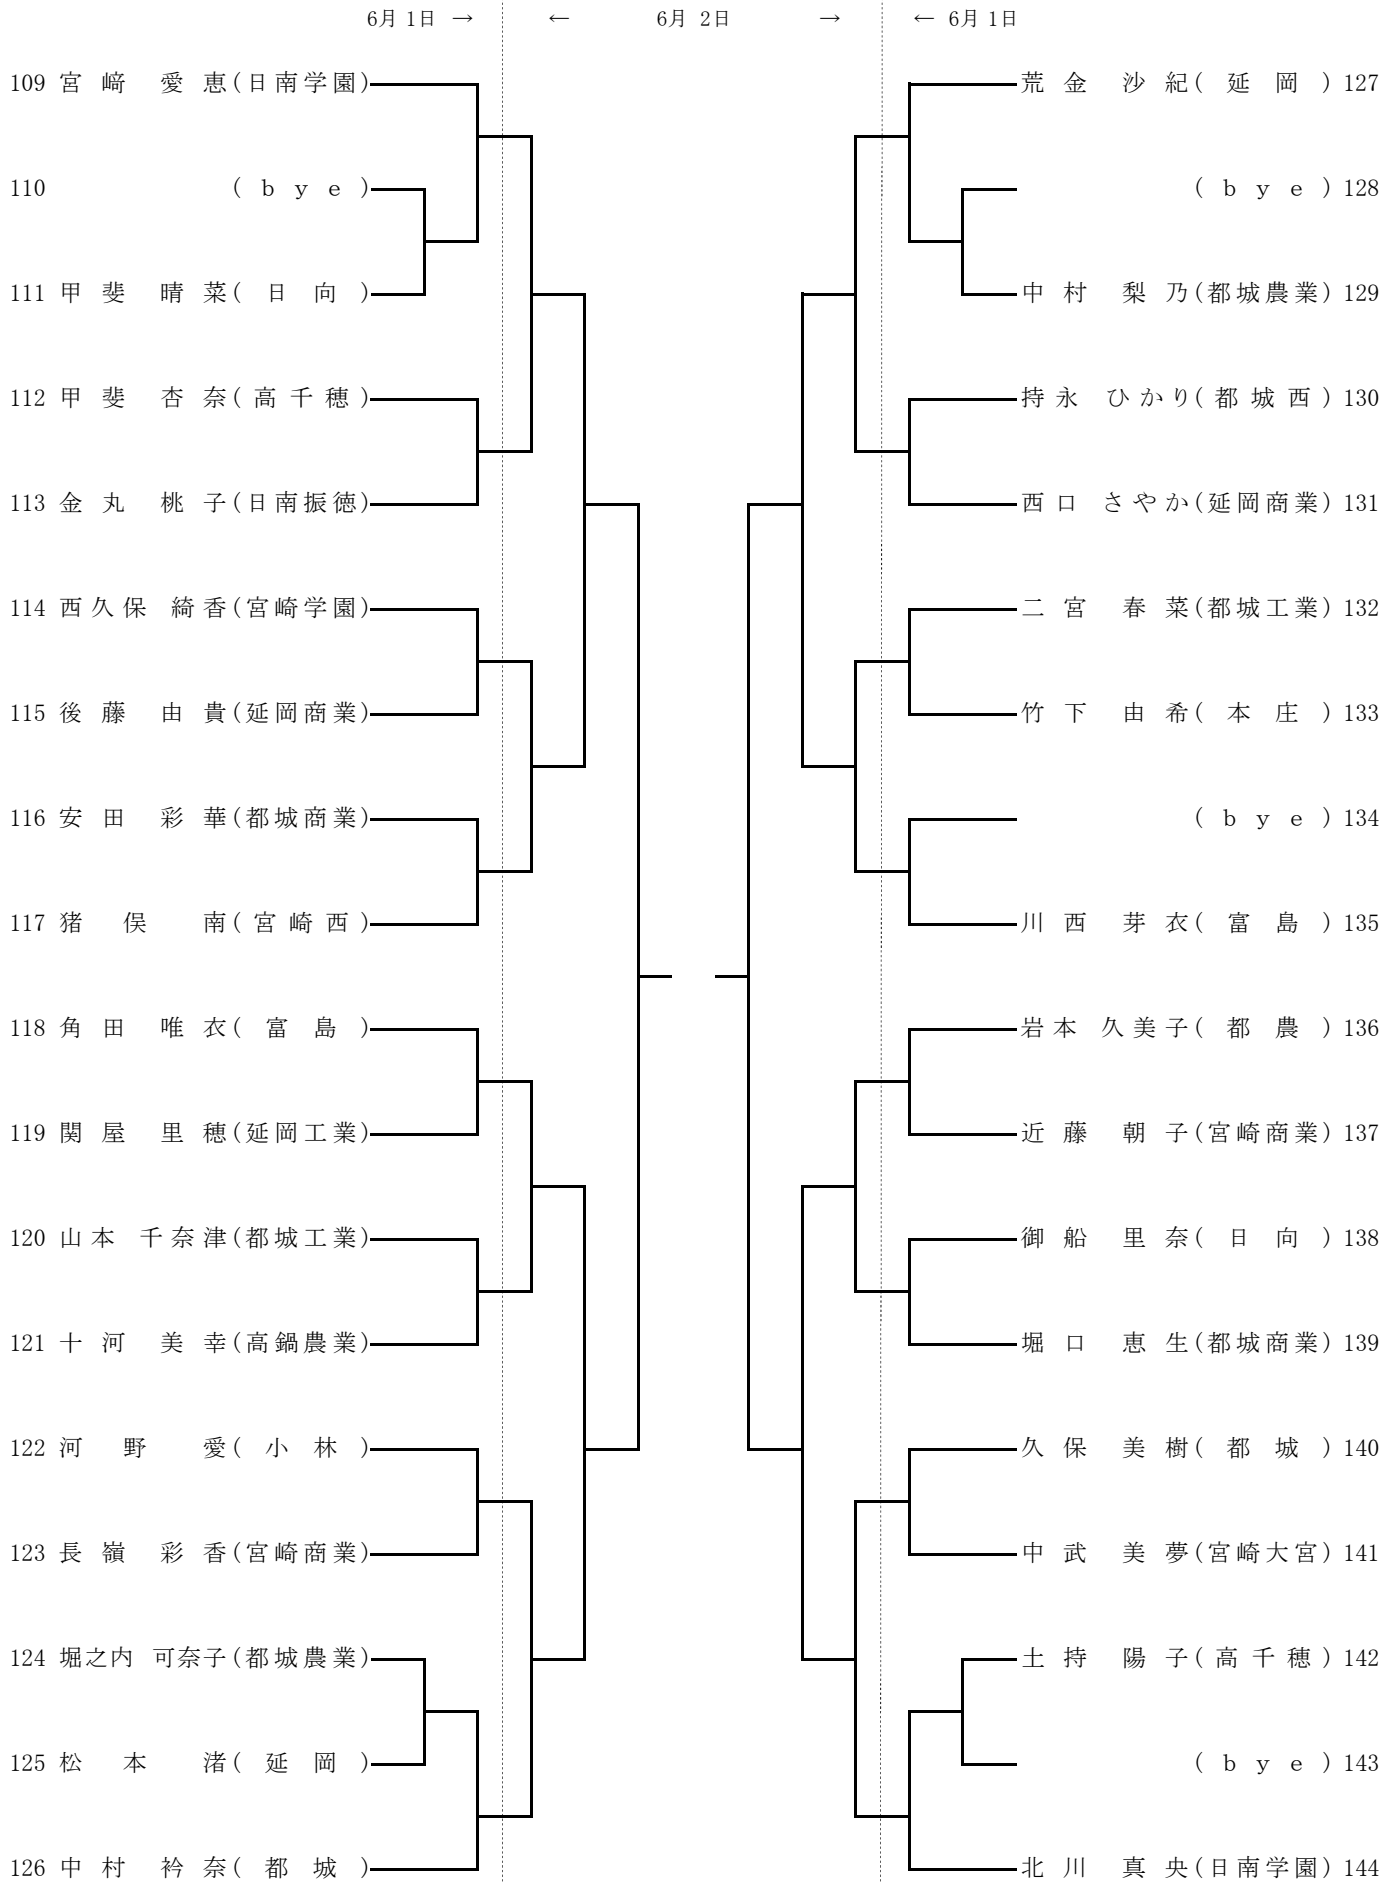 6月 1日 → ← 6月 2日 → ← 6月 1日
109 宮﨑 愛恵(日南学園)
110 (bye)
111 甲斐 晴菜(日向)
112 甲斐 杏奈(高千穂)
113 金丸 桃子(日南振徳)
114 西久保 綺香(宮崎学園)
115 後藤 由貴(延岡商業)
116 安田 彩華(都城商業)
117 猪俣 南(宮崎西)
118 角田 唯衣(富島)
119 関屋 里穂(延岡工業)
120 山本 千奈津(都城工業)
121 十河 美幸(高鍋農業)
122 河野 愛(小林)
123 長嶺 彩香(宮崎商業)
124 堀之内 可奈子(都城農業)
125 松本 渚(延岡)
126 中村 衿奈(都城)
荒金 沙紀(延岡) 127
(bye) 128
中村 梨乃(都城農業) 129
持永 ひかり(都城西) 130
西口 さやか(延岡商業) 131
二宮 春菜(都城工業) 132
竹下 由希(本庄) 133
(bye) 134
川西 芽衣(富島) 135
岩本 久美子(都農) 136
近藤 朝子(宮崎商業) 137
御船 里奈(日向) 138
堀口 恵生(都城商業) 139
久保 美樹(都城) 140
中武 美夢(宮崎大宮) 141
土持 陽子(高千穂) 142
(bye) 143
北川 真央(日南学園) 144